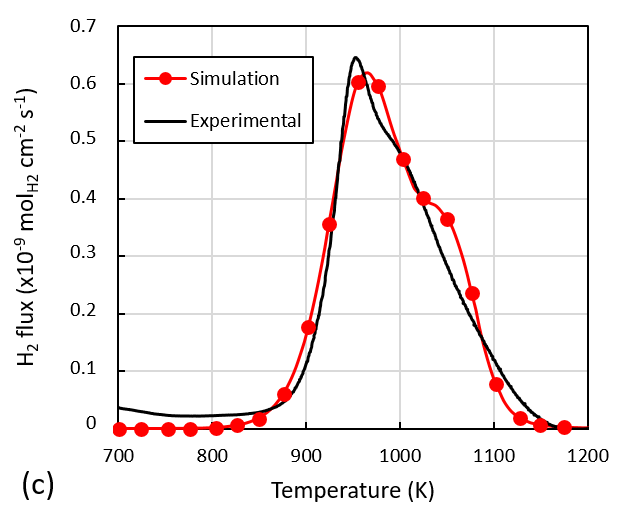 0.7
0.6
0.5
0.4
0.3
0.2
0.1
0
H₂ flux (x10⁻⁹ mol_H2 cm⁻² s⁻¹)
Simulation
Experimental
700 800 900 1000 1100 1200
Temperature (K)
(c)